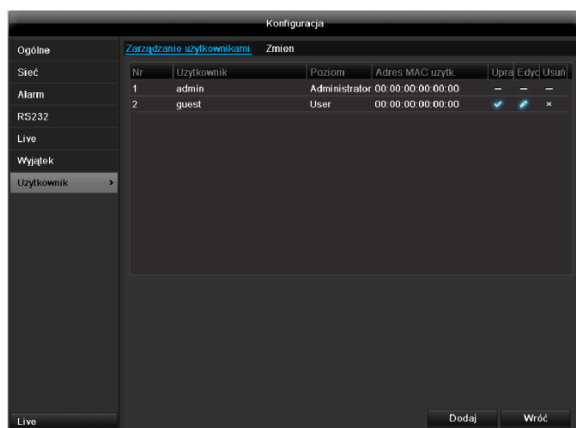 Konfiguracja
Ogólne
Sieć
Alarm
RS232
Live
Wyjątek
Użytkownik >
Live
Zarządzanie użytkownikami Zmien
Nr Użytkownik Poziom Adres MAC użytk. Upra Edyc Usuń
1 admin Administrator 00:00:00:00:00:00 – – –
2 guest User 00:00:00:00:00:00
Dodaj Wróć